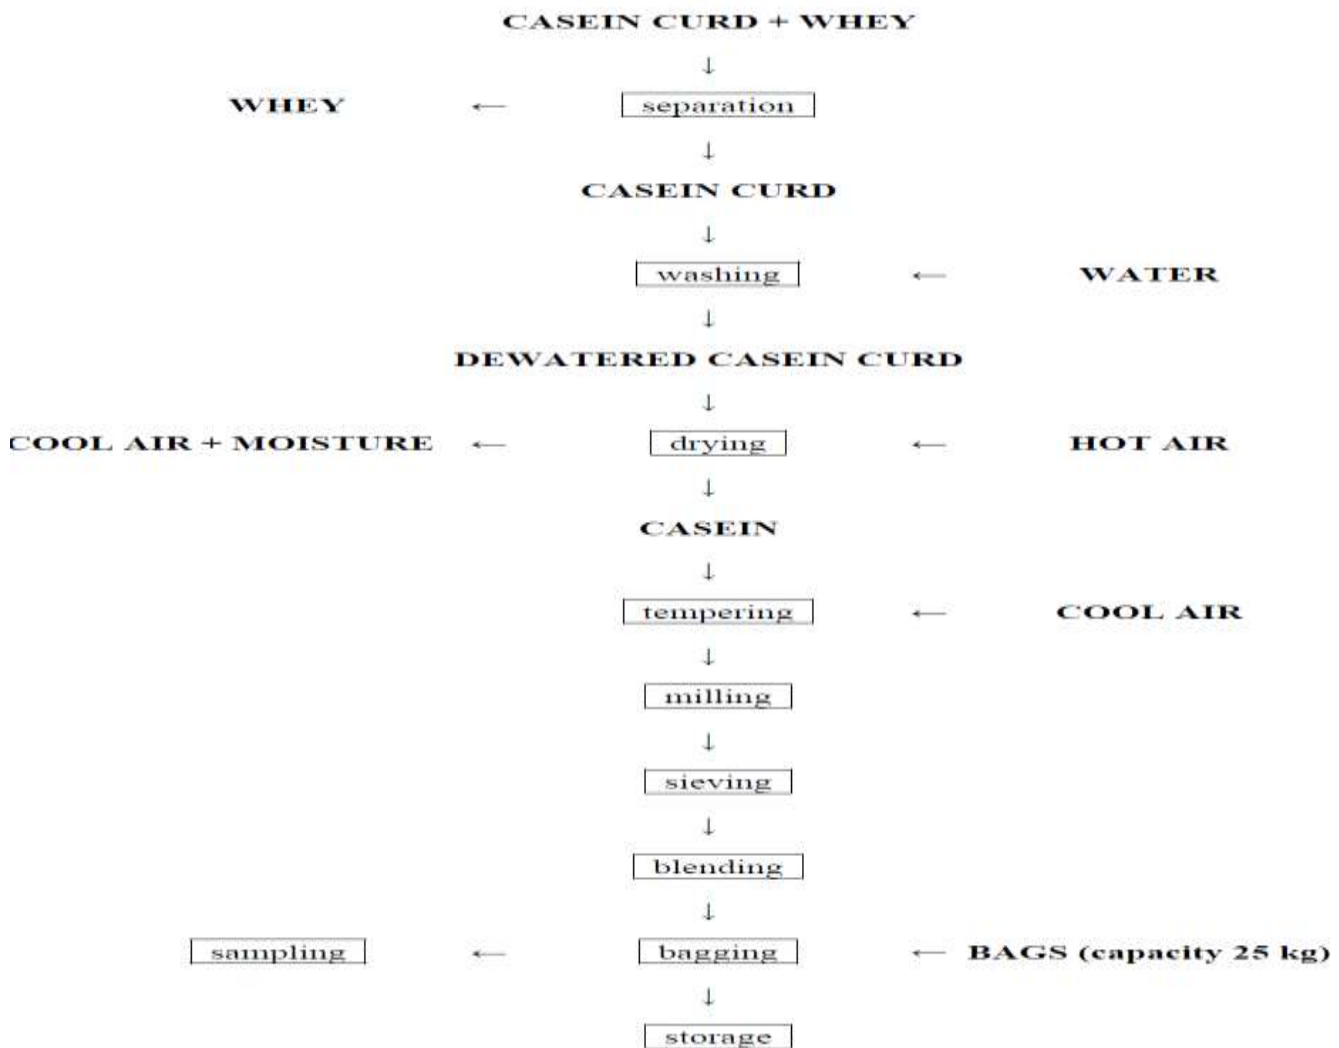 CASEIN CURD + WHEY
↓
WHEY ← separation
↓
CASEIN CURD
↓
washing ← WATER
↓
DEWATERED CASEIN CURD
↓
COOL AIR + MOISTURE ← drying ← HOT AIR
↓
CASEIN
↓
tempering ← COOL AIR
↓
milling
↓
sieving
↓
blending
↓
sampling ← bagging ← BAGS (capacity 25 kg)
↓
storage